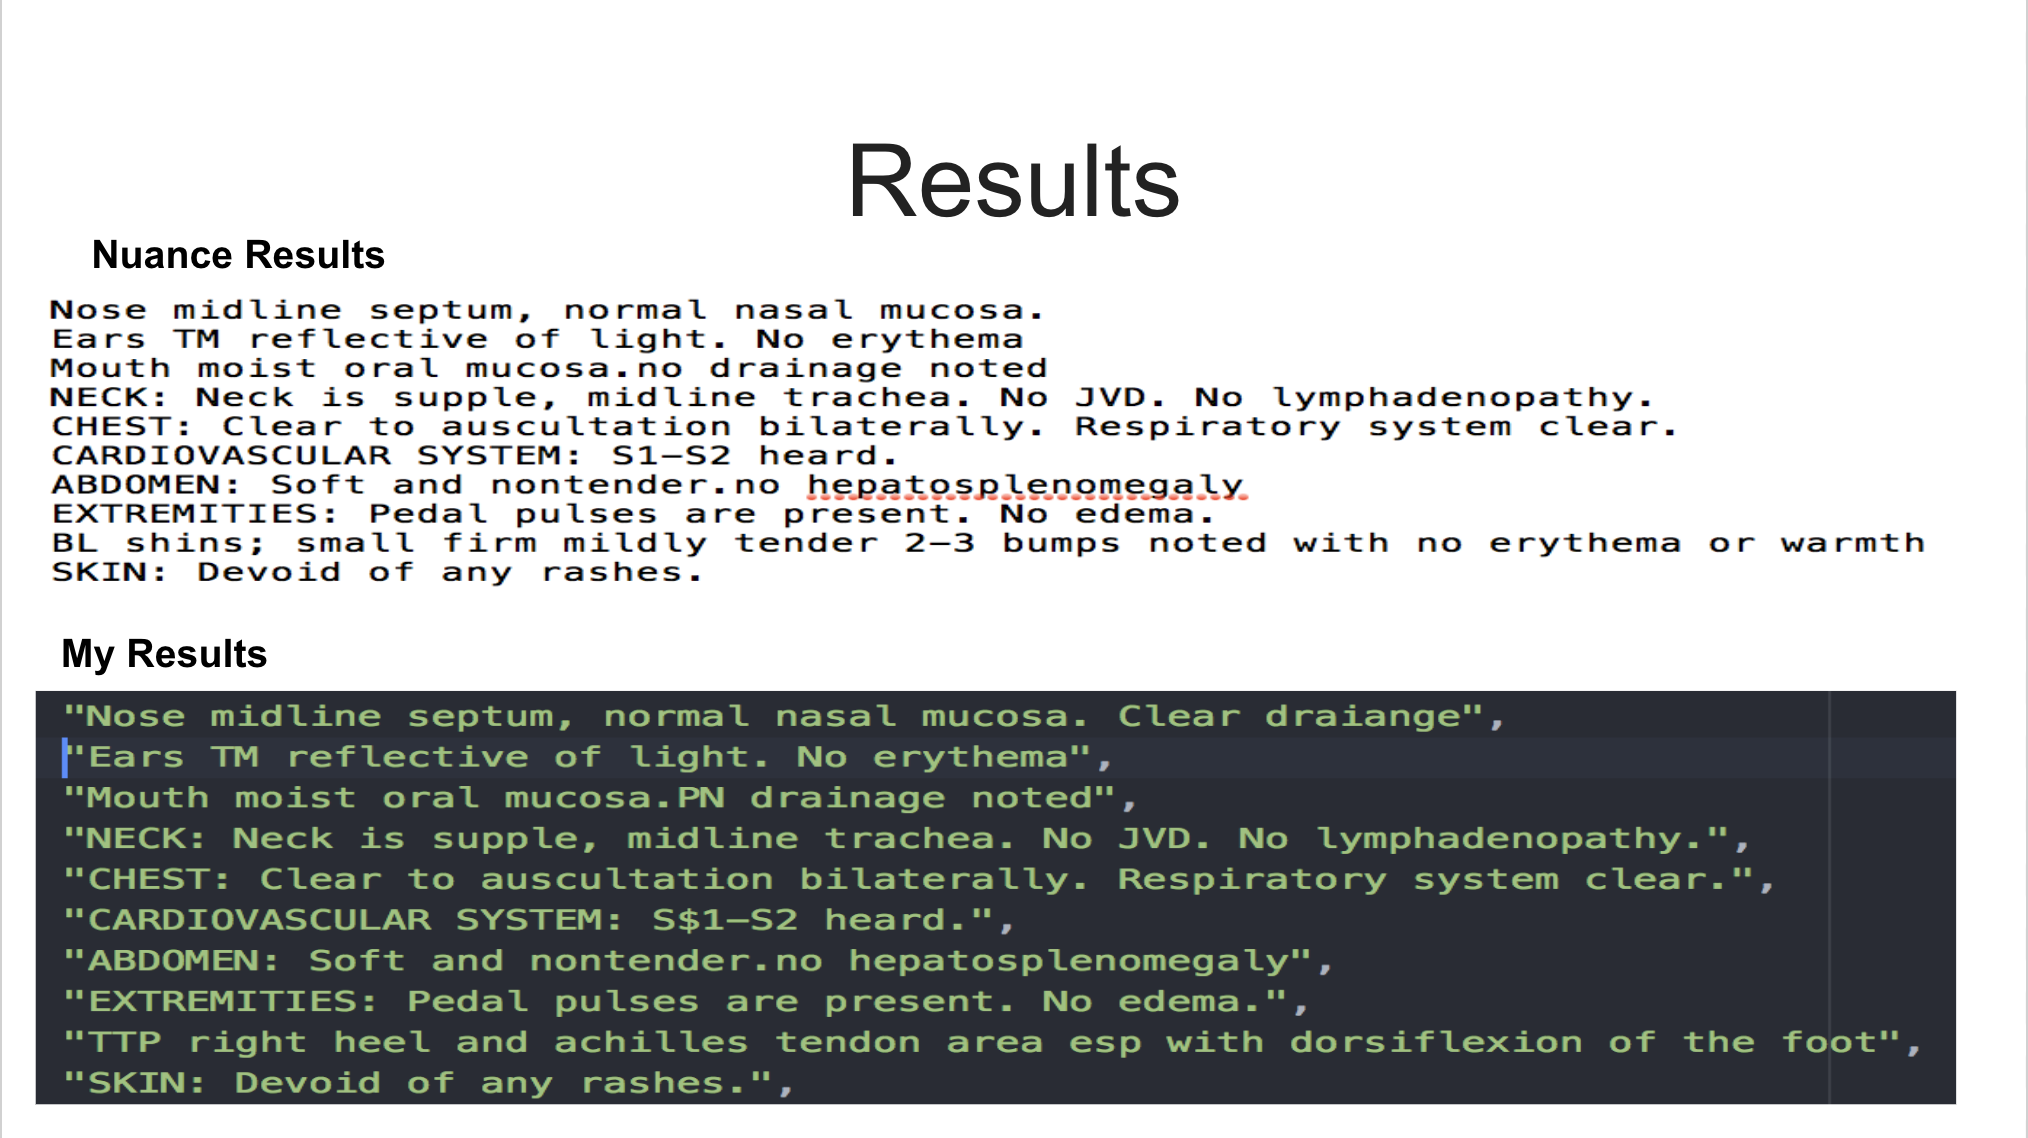 Results
Nuance Results
Nose midline septum, normal nasal mucosa.
Ears TM reflective of light. No erythema
Mouth moist oral mucosa.no drainage noted
NECK: Neck is supple, midline trachea. No JVD. No lymphadenopathy.
CHEST: Clear to auscultation bilaterally. Respiratory system clear.
CARDIOVASCULAR SYSTEM: S1–S2 heard.
ABDOMEN: Soft and nontender.no hepatosplenomegaly
EXTREMITIES: Pedal pulses are present. No edema.
BL shins; small firm mildly tender 2–3 bumps noted with no erythema or warmth
SKIN: Devoid of any rashes.
My Results
"Nose midline septum, normal nasal mucosa. Clear draiange",
"Ears TM reflective of light. No erythema",
"Mouth moist oral mucosa.PN drainage noted",
"NECK: Neck is supple, midline trachea. No JVD. No lymphadenopathy.",
"CHEST: Clear to auscultation bilaterally. Respiratory system clear.",
"CARDIOVASCULAR SYSTEM: S$1–S2 heard.",
"ABDOMEN: Soft and nontender.no hepatosplenomegaly",
"EXTREMITIES: Pedal pulses are present. No edema.",
"TTP right heel and achilles tendon area esp with dorsiflexion of the foot",
"SKIN: Devoid of any rashes.",